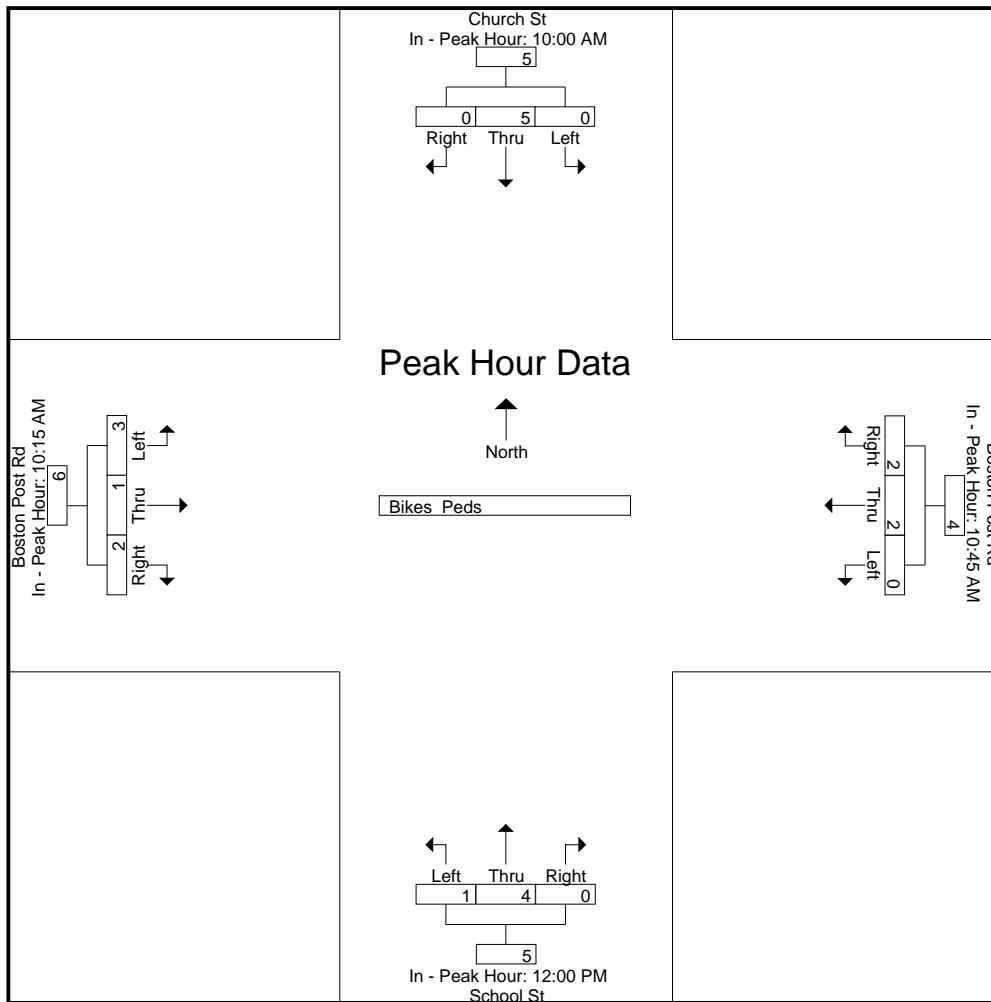 Church St
In - Peak Hour: 10:00 AM
5
0 5 0
Right Thru Left
Peak Hour Data
North
Bikes Peds
Boston Post Rd
In - Peak Hour: 10:15 AM
6
3 1 2
Left Thru Right
In - Peak Hour: 10:45 AM
4
2 2 0
Right Thru Left
Left Thru Right
1 4 0
5
In - Peak Hour: 12:00 PM
School St